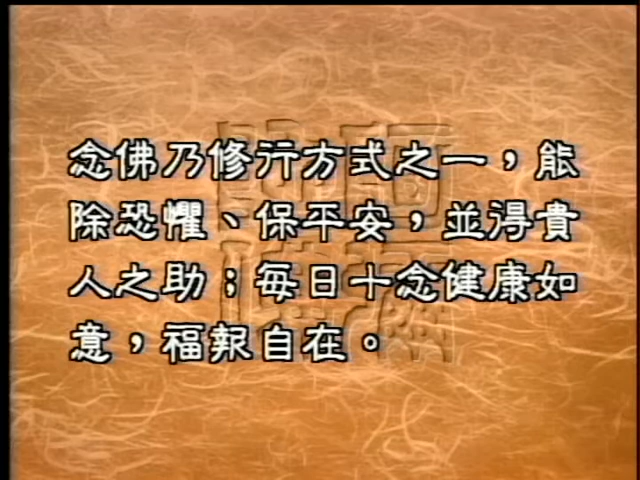 念佛乃修行方式之一，能
除恐懼、保平安，並得貴
人之助；每日十念健康如
意，福報自在。